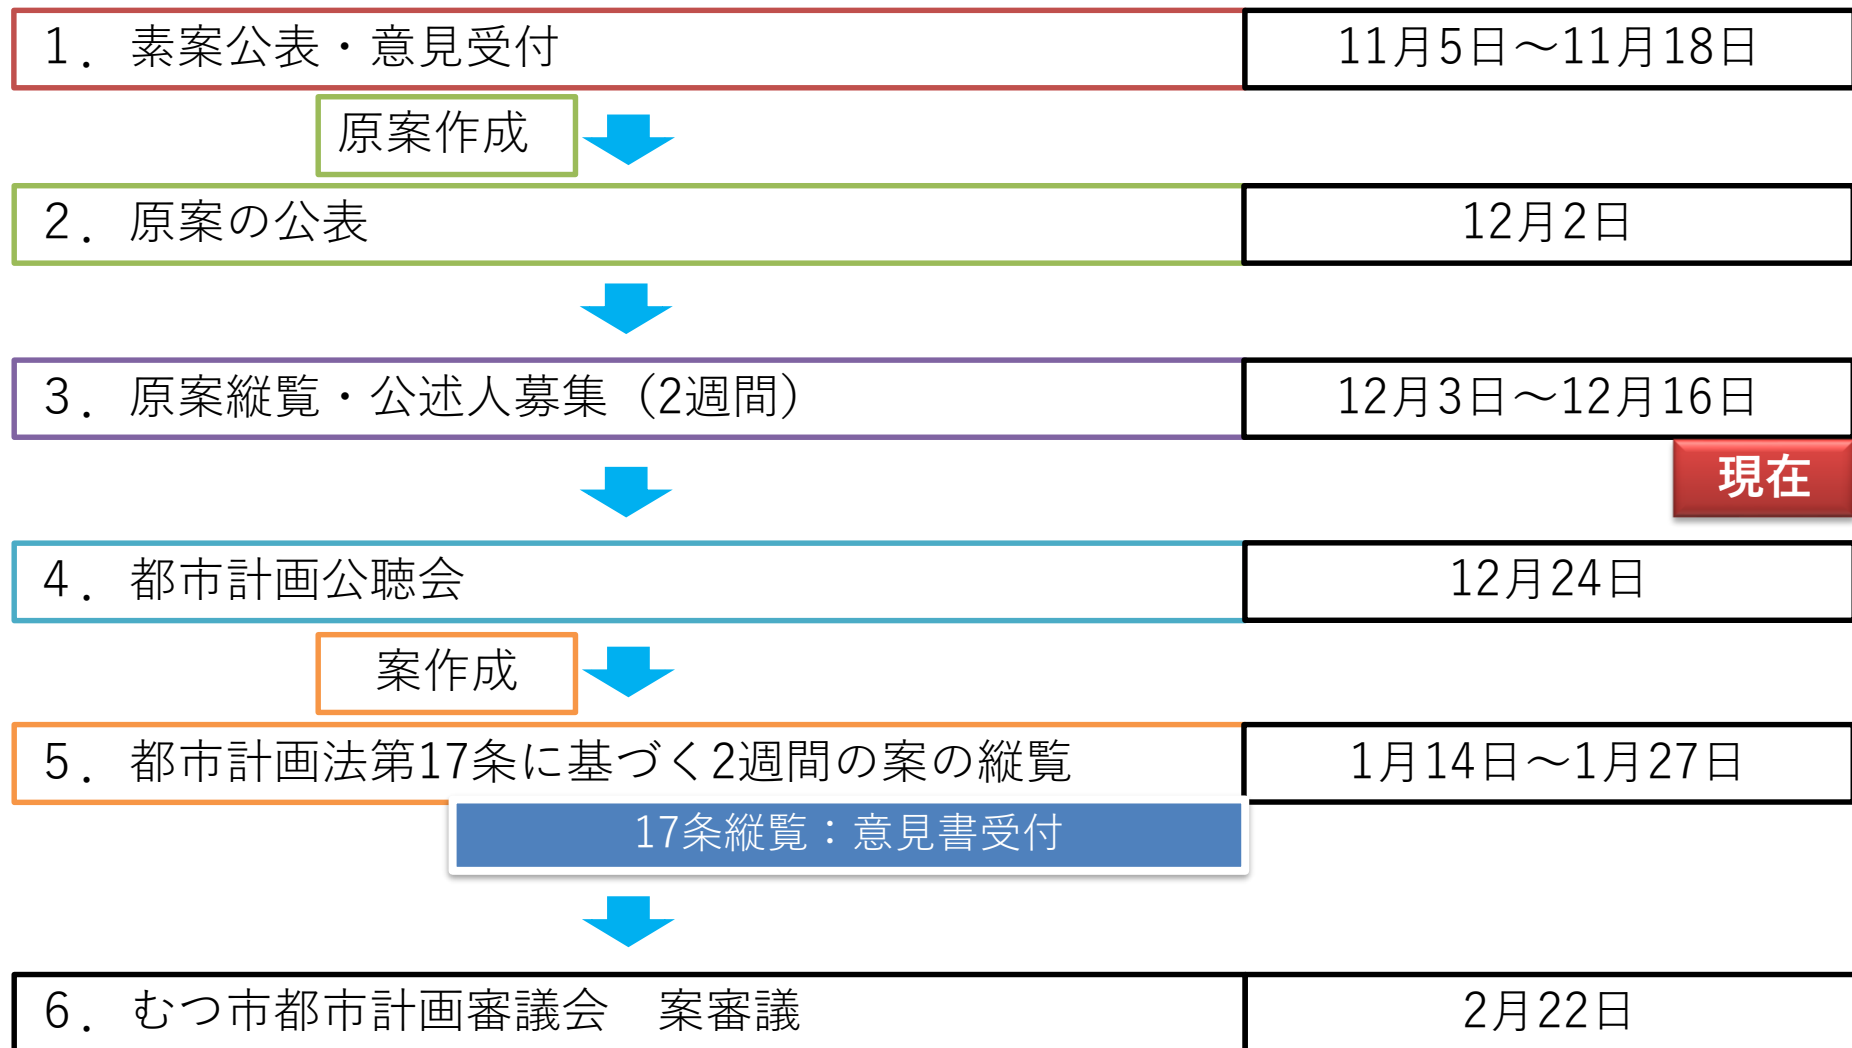 1．素案公表・意見受付 11月5日～11月18日
原案作成
2．原案の公表 12月2日
3．原案縦覧・公述人募集（2週間） 12月3日～12月16日
現在
4．都市計画公聴会 12月24日
案作成
5．都市計画法第17条に基づく2週間の案の縦覧 1月14日～1月27日
17条縦覧：意見書受付
6．むつ市都市計画審議会　案審議 2月22日